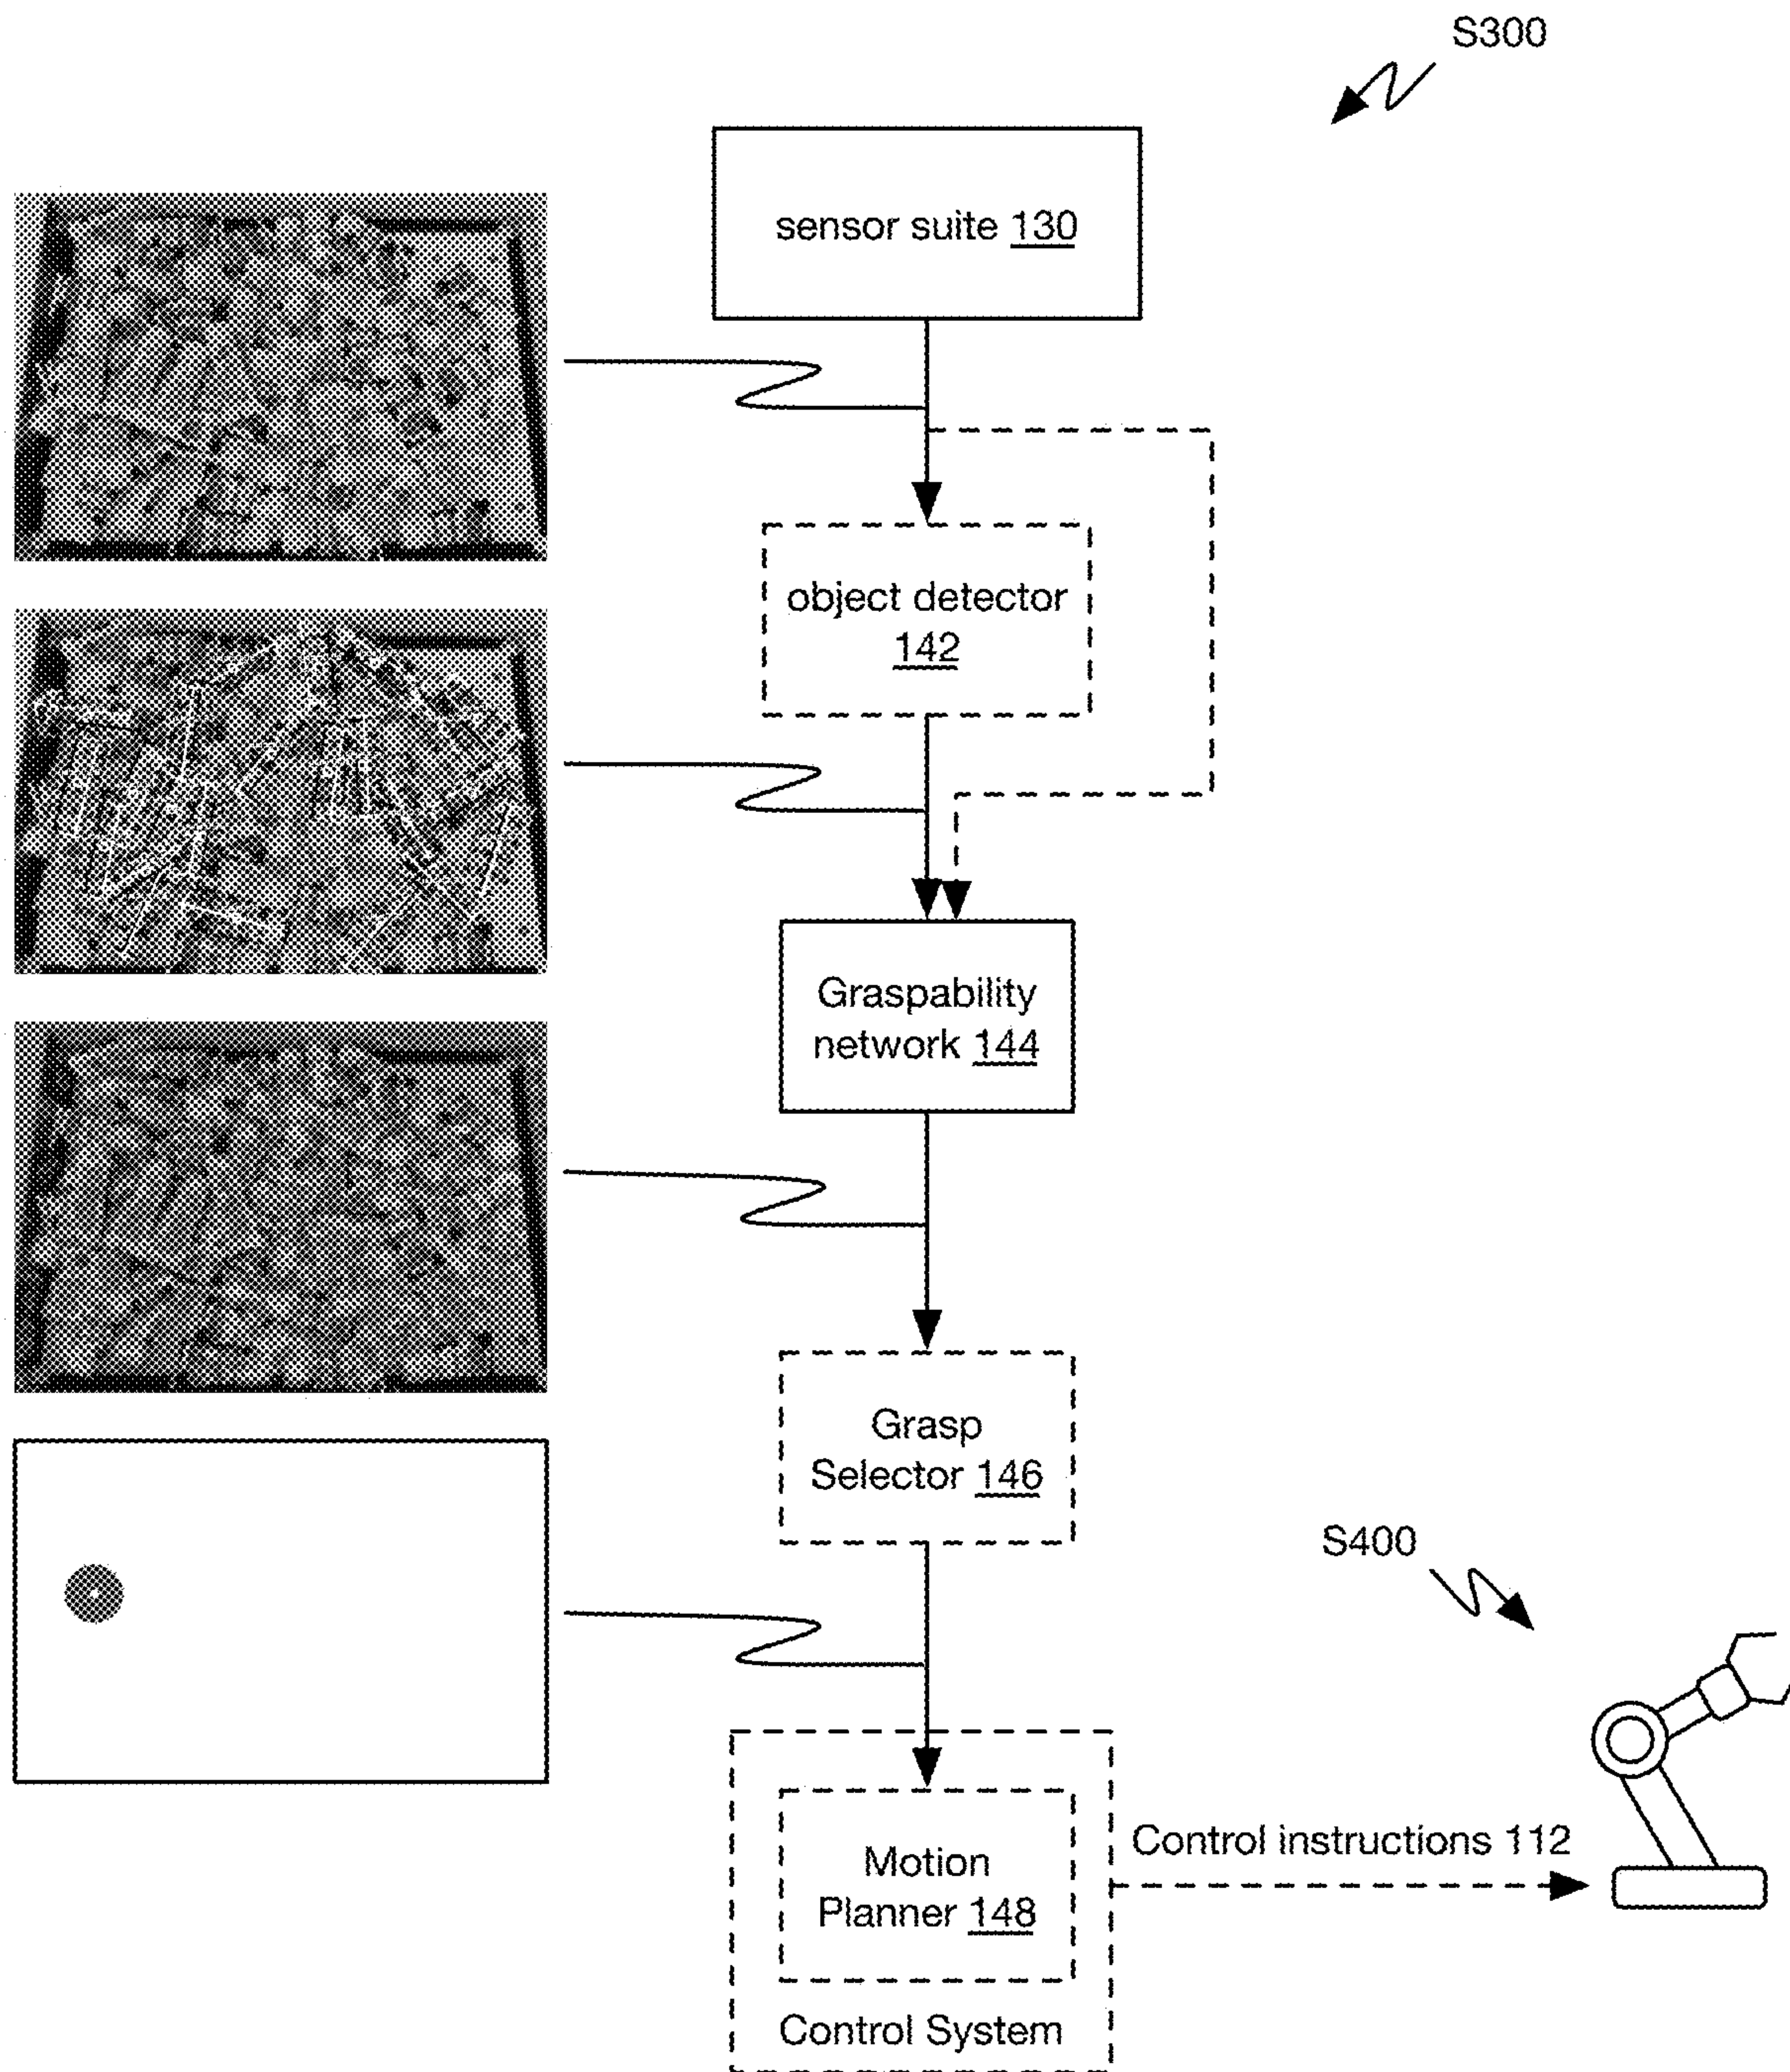 S300
sensor suite 130
object detector
142
Graspability
network 144
Grasp
Selector 146
S400
Control instructions 112
Motion
Planner 148
Control System